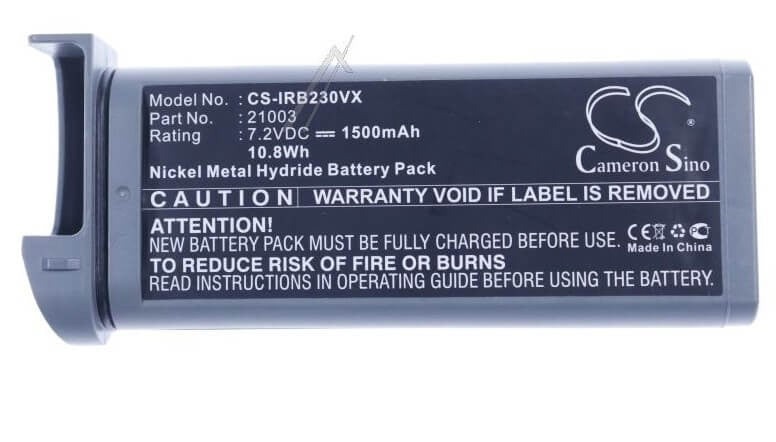 Model No. : CS-IRB230VX
Part No. : 21003
Rating : 7.2VDC ⎓ 1500mAh
10.8Wh
Nickel Metal Hydride Battery Pack
CS
®
Cameron Sino
CAUTION WARRANTY VOID IF LABEL IS REMOVED
ATTENTION!
NEW BATTERY PACK MUST BE FULLY CHARGED BEFORE USE.
CE
Made In China
TO REDUCE RISK OF FIRE OR BURNS
READ INSTRUCTIONS IN OPERATING GUIDE BEFORE USING THE BATTERY.